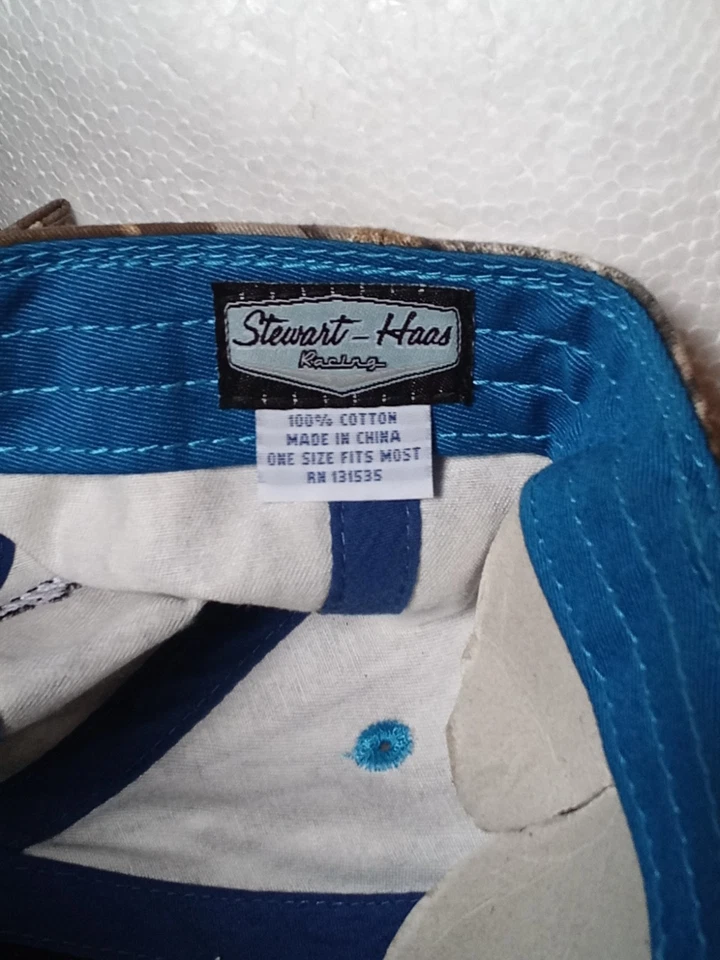 Stewart - Haas
Racing
100% COTTON
MADE IN CHINA
ONE SIZE FITS MOST
RN 131535